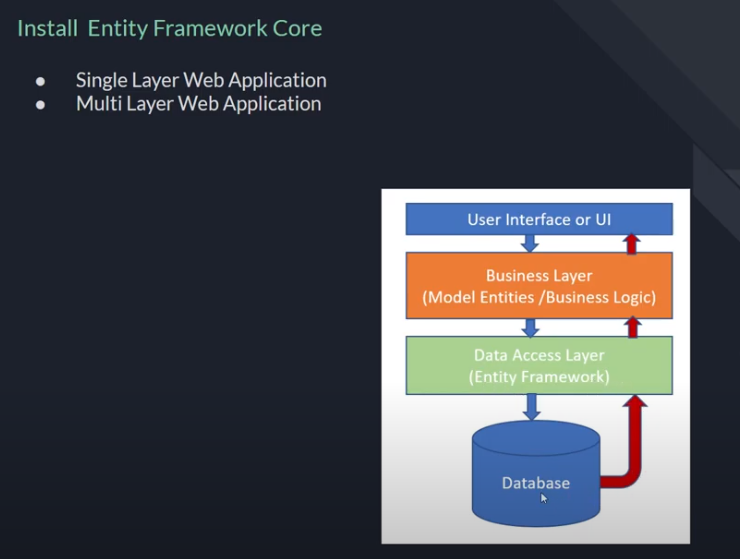 Install Entity Framework Core
● Single Layer Web Application
● Multi Layer Web Application
User Interface or UI
Business Layer
(Model Entities /Business Logic)
Data Access Layer
(Entity Framework)
Database